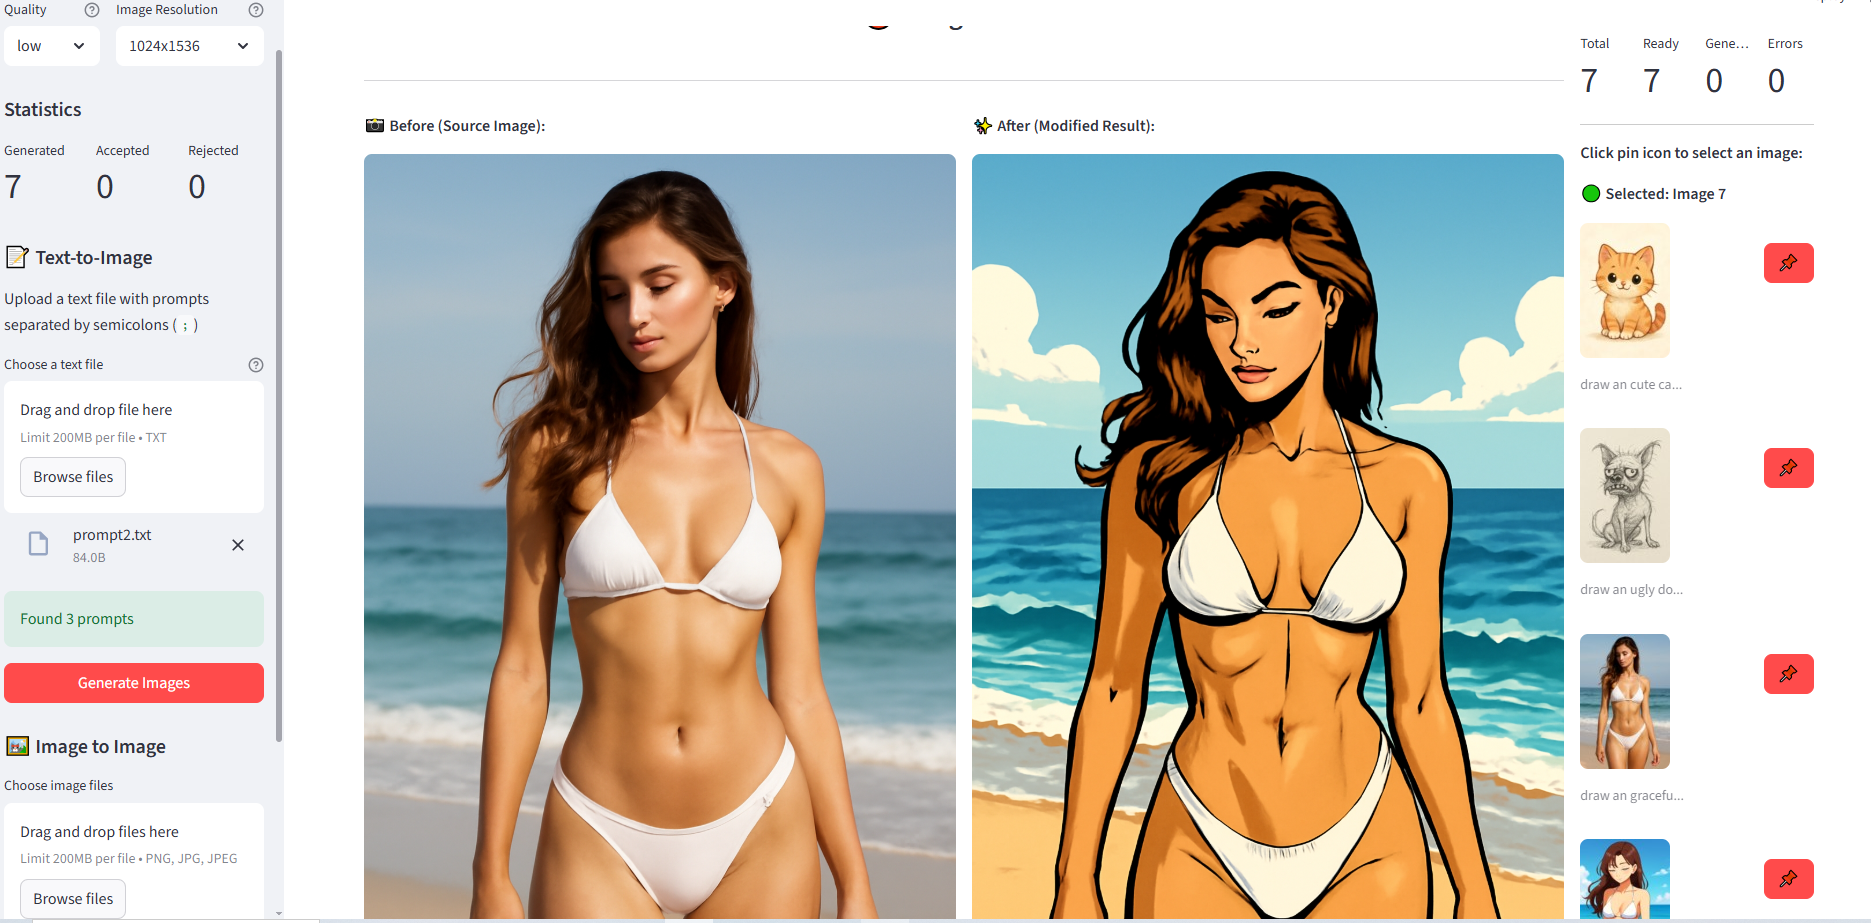 Quality
Image Resolution
low
1024x1536
Statistics
Generated
Accepted
Rejected
7
0
0
Text-to-Image
Upload a text file with prompts
separated by semicolons ( ; )
Choose a text file
Drag and drop file here
Limit 200MB per file • TXT
Browse files
prompt2.txt
84.0B
Found 3 prompts
Generate Images
Image to Image
Choose image files
Drag and drop files here
Limit 200MB per file • PNG, JPG, JPEG
Browse files
Before (Source Image):
After (Modified Result):
Total
Ready
Gene...
Errors
7
7
0
0
Click pin icon to select an image:
Selected: Image 7
draw an cute ca...
draw an ugly do...
draw an gracefu...